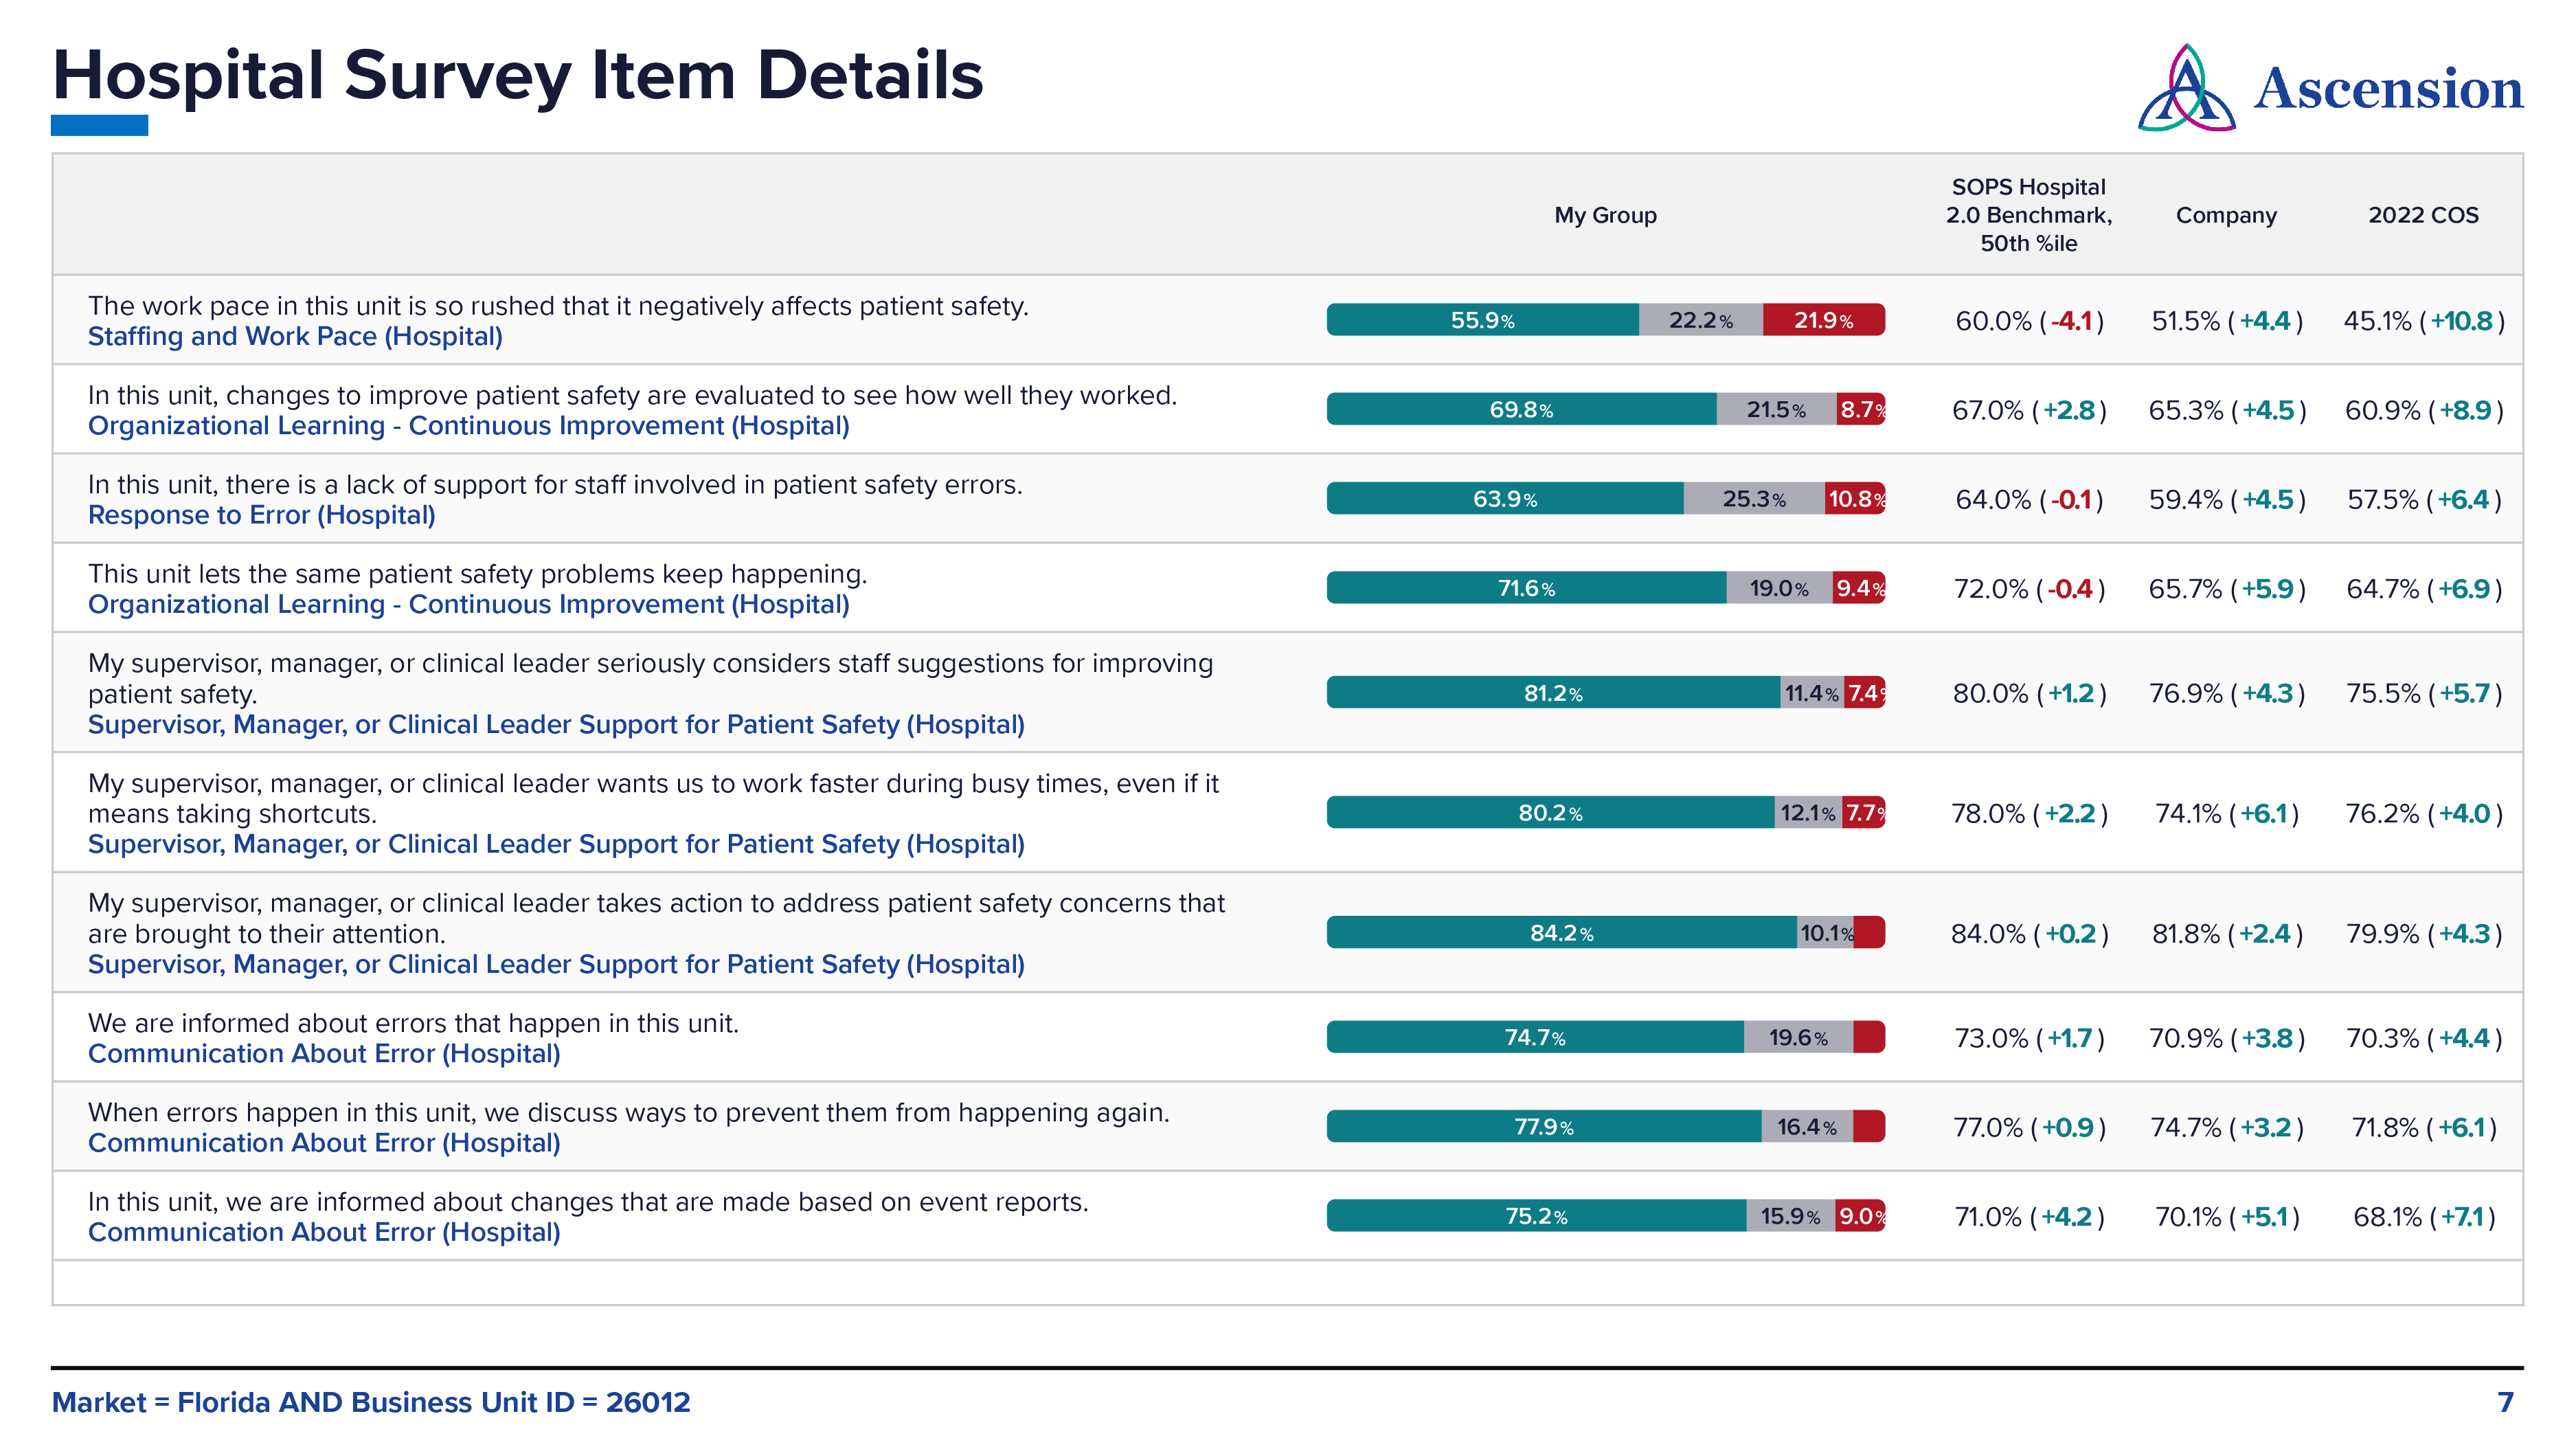 Hospital Survey Item Details
Ascension
My Group
SOPS Hospital
2.0 Benchmark,
50th %ile
Company
2022 COS
The work pace in this unit is so rushed that it negatively affects patient safety.
Staffing and Work Pace (Hospital)
55.9% 22.2% 21.9% 60.0% (-4.1) 51.5% (+4.4) 45.1% (+10.8)
In this unit, changes to improve patient safety are evaluated to see how well they worked.
Organizational Learning - Continuous Improvement (Hospital)
69.8% 21.5% 8.7% 67.0% (+2.8) 65.3% (+4.5) 60.9% (+8.9)
In this unit, there is a lack of support for staff involved in patient safety errors.
Response to Error (Hospital)
63.9% 25.3% 10.8% 64.0% (-0.1) 59.4% (+4.5) 57.5% (+6.4)
This unit lets the same patient safety problems keep happening.
Organizational Learning - Continuous Improvement (Hospital)
71.6% 19.0% 9.4% 72.0% (-0.4) 65.7% (+5.9) 64.7% (+6.9)
My supervisor, manager, or clinical leader seriously considers staff suggestions for improving
patient safety.
Supervisor, Manager, or Clinical Leader Support for Patient Safety (Hospital)
81.2% 11.4% 7.4% 80.0% (+1.2) 76.9% (+4.3) 75.5% (+5.7)
My supervisor, manager, or clinical leader wants us to work faster during busy times, even if it
means taking shortcuts.
Supervisor, Manager, or Clinical Leader Support for Patient Safety (Hospital)
80.2% 12.1% 7.7% 78.0% (+2.2) 74.1% (+6.1) 76.2% (+4.0)
My supervisor, manager, or clinical leader takes action to address patient safety concerns that
are brought to their attention.
Supervisor, Manager, or Clinical Leader Support for Patient Safety (Hospital)
84.2% 10.1% 84.0% (+0.2) 81.8% (+2.4) 79.9% (+4.3)
We are informed about errors that happen in this unit.
Communication About Error (Hospital)
74.7% 19.6% 73.0% (+1.7) 70.9% (+3.8) 70.3% (+4.4)
When errors happen in this unit, we discuss ways to prevent them from happening again.
Communication About Error (Hospital)
77.9% 16.4% 77.0% (+0.9) 74.7% (+3.2) 71.8% (+6.1)
In this unit, we are informed about changes that are made based on event reports.
Communication About Error (Hospital)
75.2% 15.9% 9.0% 71.0% (+4.2) 70.1% (+5.1) 68.1% (+7.1)
Market = Florida AND Business Unit ID = 26012
7